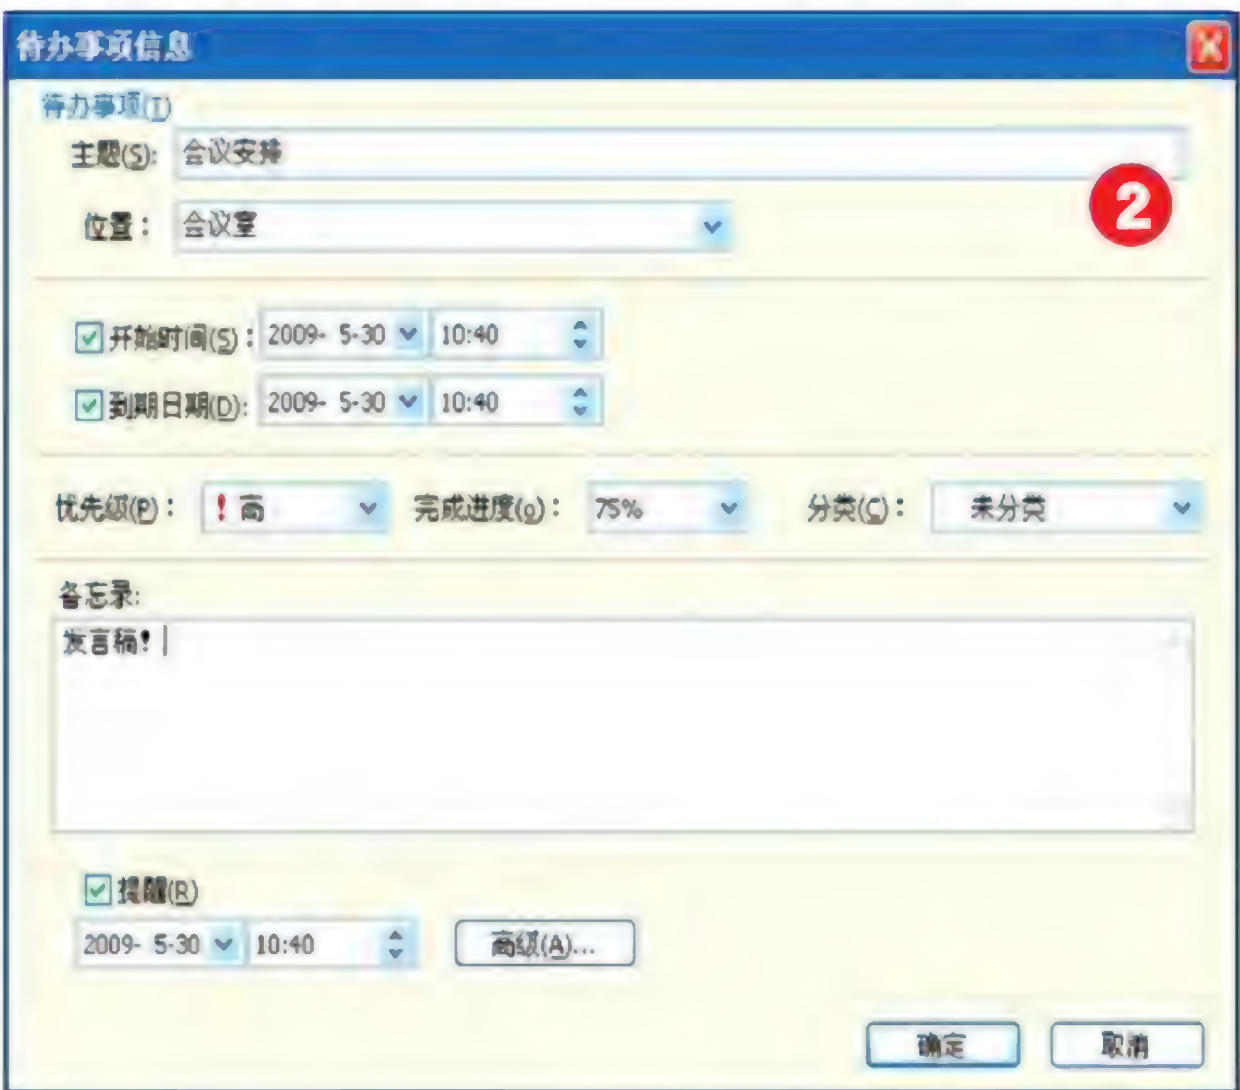 待办事项信息
待办事项(T)
主题(S): 会议安排
2
位置： 会议室
开始时间(S)： 2009- 5-30 10:40
到期日期(D): 2009- 5-30 10:40
优先级(P)： ! 高 完成进度(o)： 75% 分类(C)： 未分类
备忘录:
发言稿!
提醒(R)
2009- 5-30 10:40 高级(A)...
确定 取消